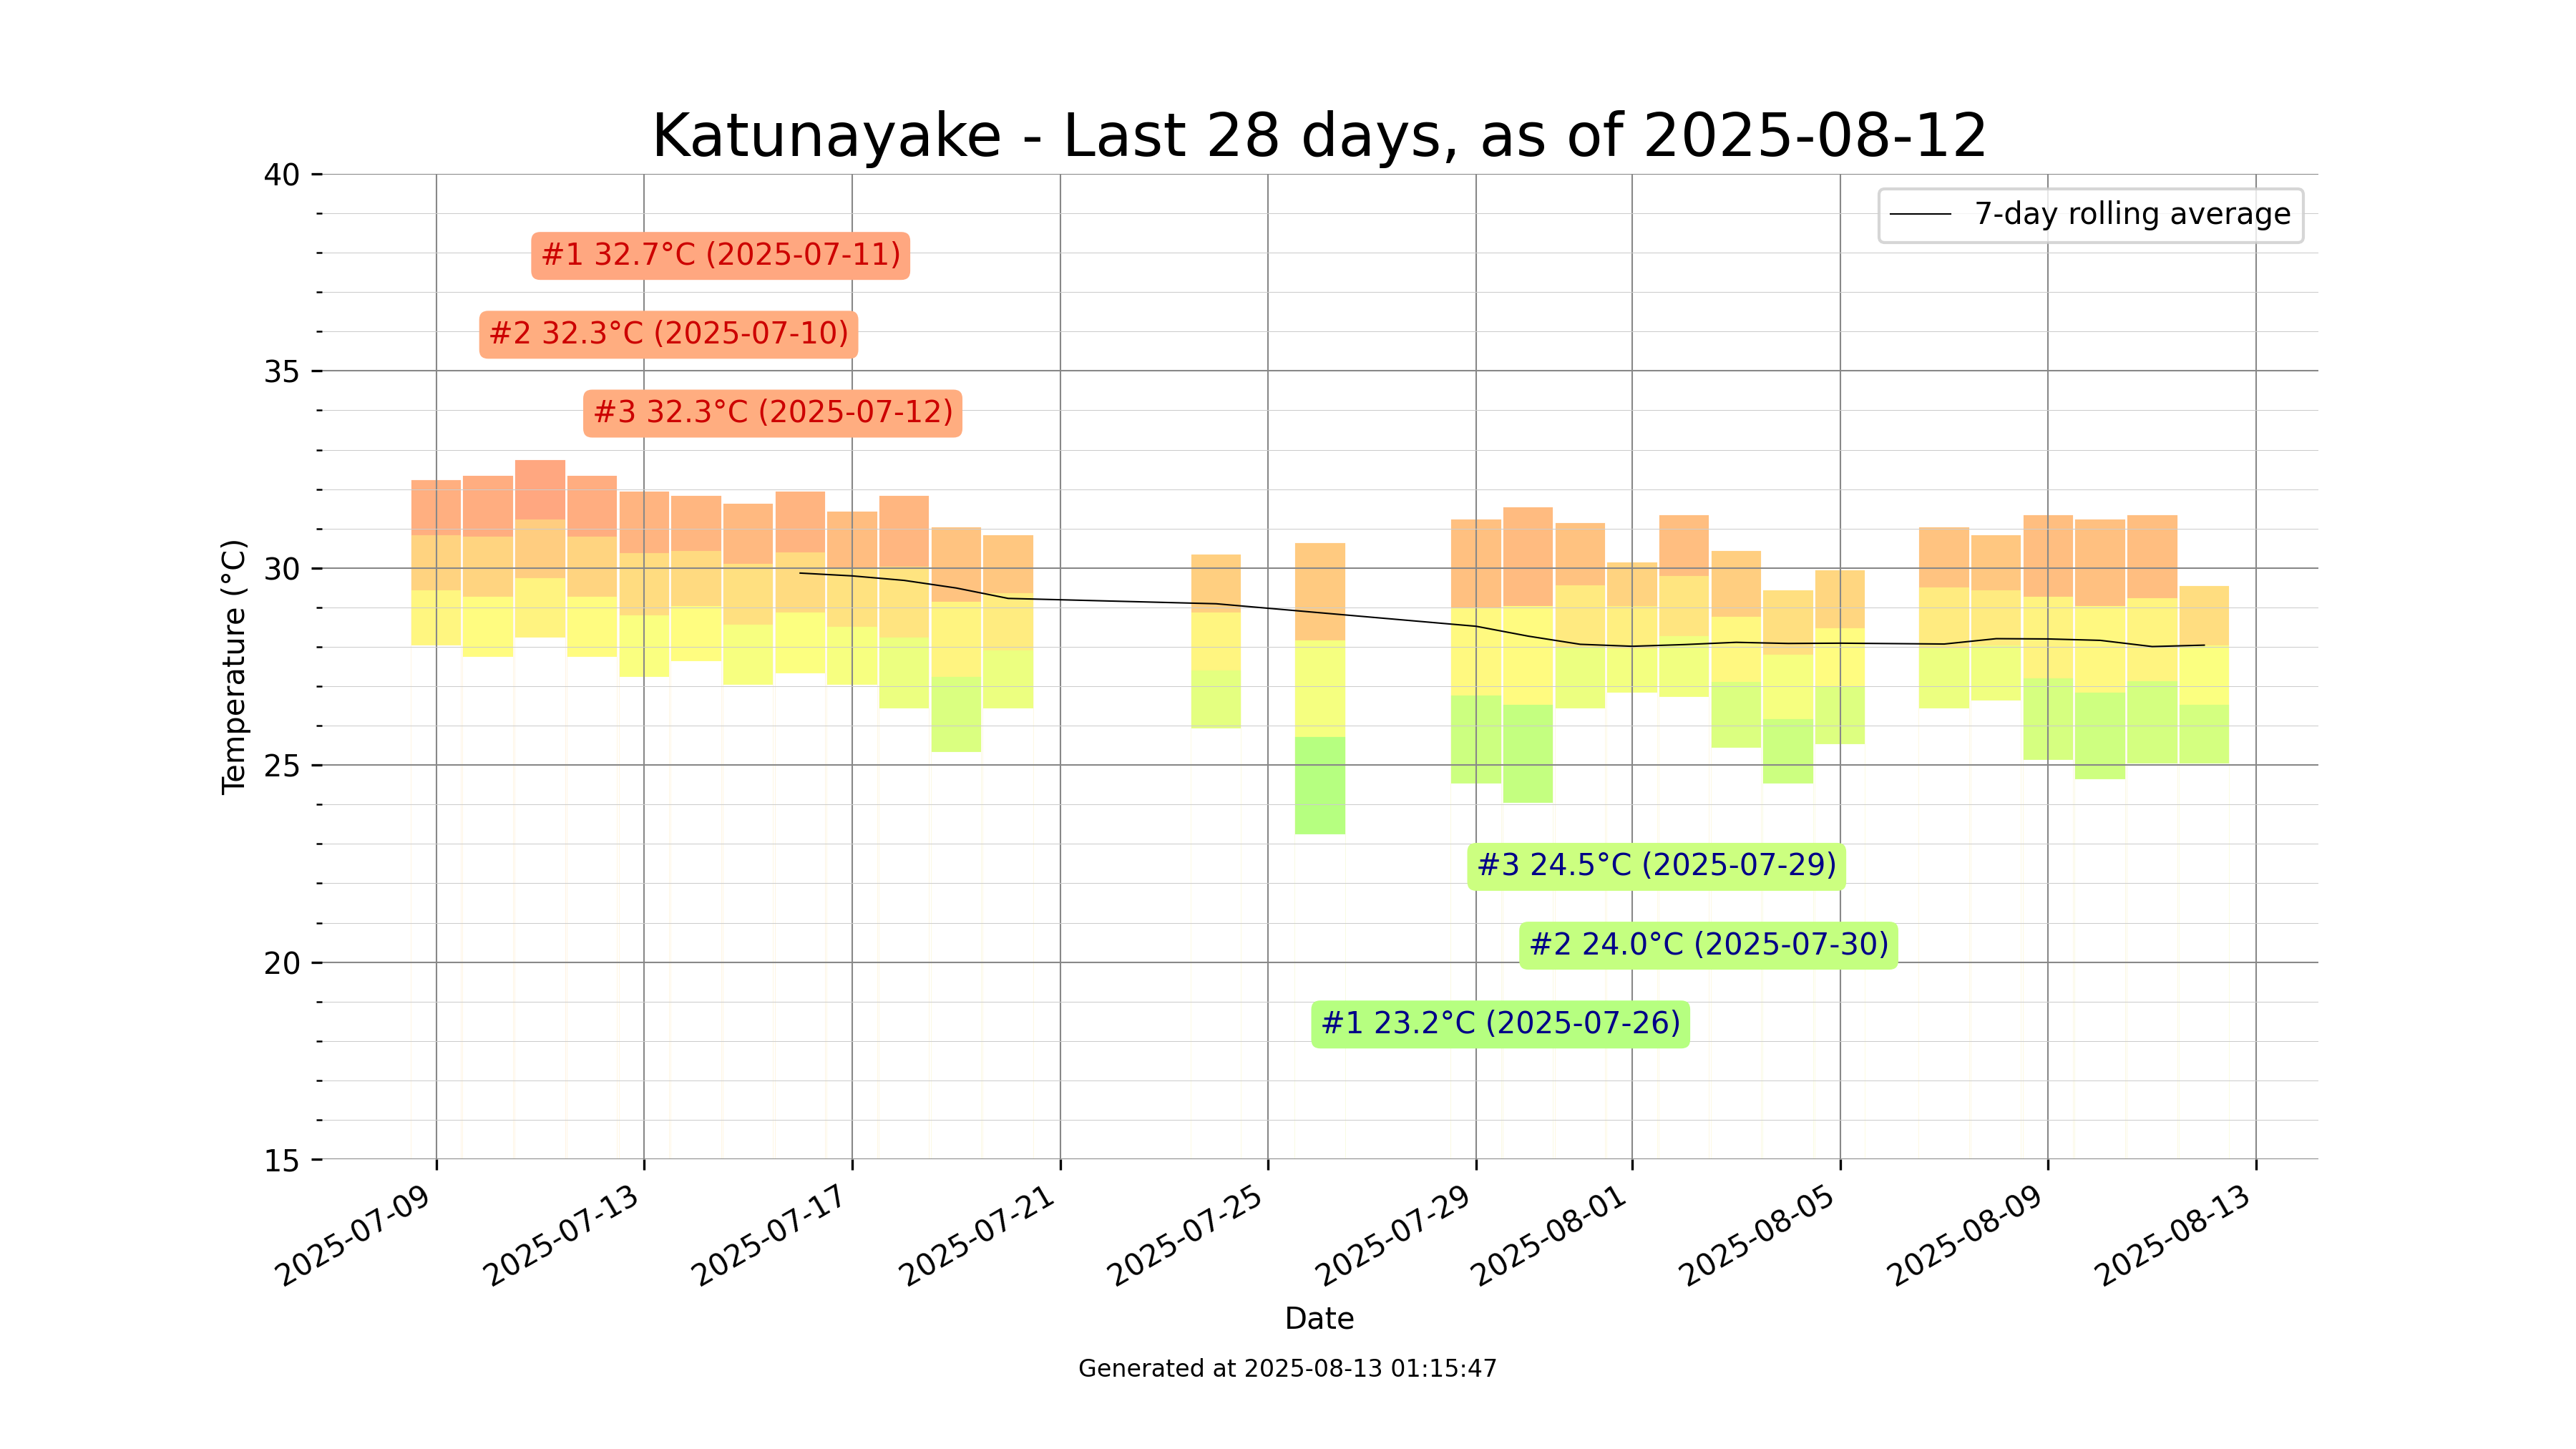 Katunayake - Last 28 days, as of 2025-08-12
7-day rolling average
40
35
30
25
20
15
Temperature (°C)
#1 32.7°C (2025-07-11)
#2 32.3°C (2025-07-10)
#3 32.3°C (2025-07-12)
#3 24.5°C (2025-07-29)
#2 24.0°C (2025-07-30)
#1 23.2°C (2025-07-26)
2025-07-09
2025-07-13
2025-07-17
2025-07-21
2025-07-25
2025-07-29
2025-08-01
2025-08-05
2025-08-09
2025-08-13
Date
Generated at 2025-08-13 01:15:47